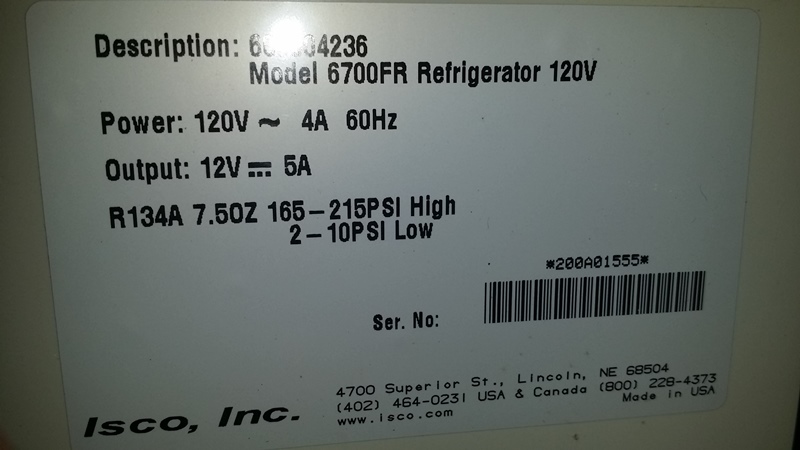 Description:
Model 6700FR Refrigerator 120V
Power: 120V ~ 4A 60Hz
Output: 12V ⎓ 5A
R134A 7.5OZ 165-215PSI High
2-10PSI Low
*200A01555*
Ser. No:
4700 Superior St., Lincoln, NE 68504
(402) 464-0231 USA & Canada (800) 228-4373
www.isco.com
Made in USA
Isco, Inc.